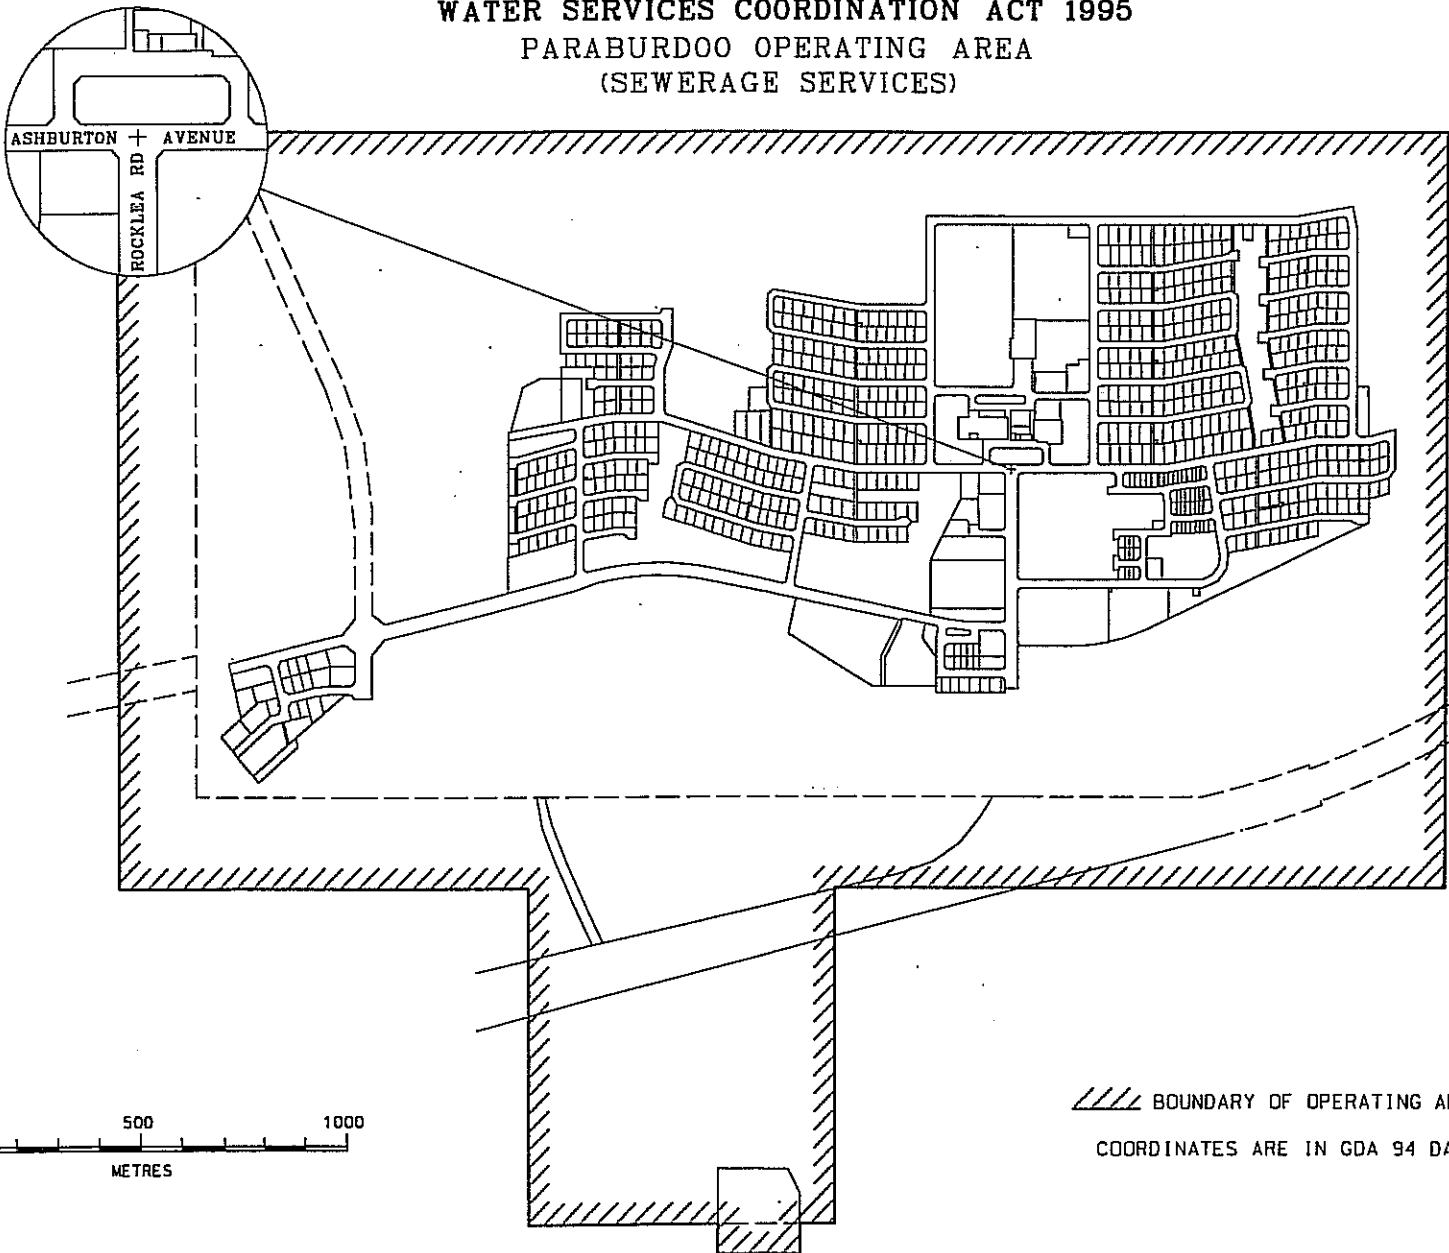 WATER SERVICES COORDINATION ACT 1995
PARABURDOO OPERATING AREA
(SEWERAGE SERVICES)
ASHBURTON AVENUE
ROCKLEA RD
500 1000
METRES
BOUNDARY OF OPERATING
COORDINATES ARE IN GDA 94